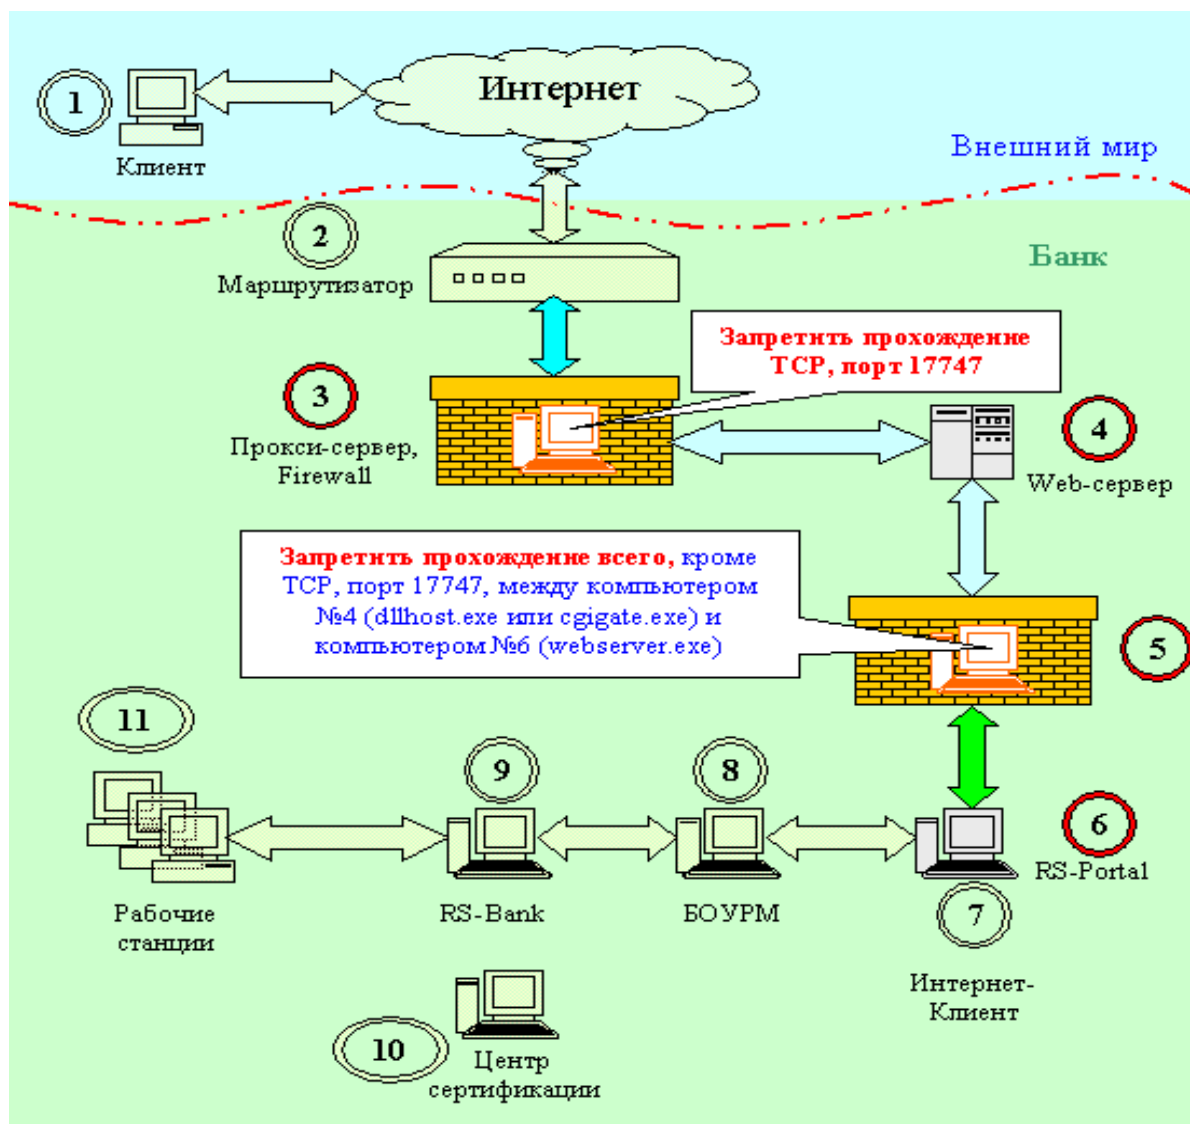 Интернет
1
Клиент
Внешний мир
2
Маршрутизатор
Банк
Запретить прохождение
TCP, порт 17747
3
Прокси-сервер,
Firewall
4
Web-сервер
Запретить прохождение всего, кроме
TCP, порт 17747, между компьютером
№4 (dllhost.exe или cgigate.exe) и
компьютером №6 (webserver.exe)
5
11
9
8
6
RS-Portal
Рабочие
станции
RS-Bank
БОУРМ
7
Интернет-
Клиент
10
Центр
сертификации